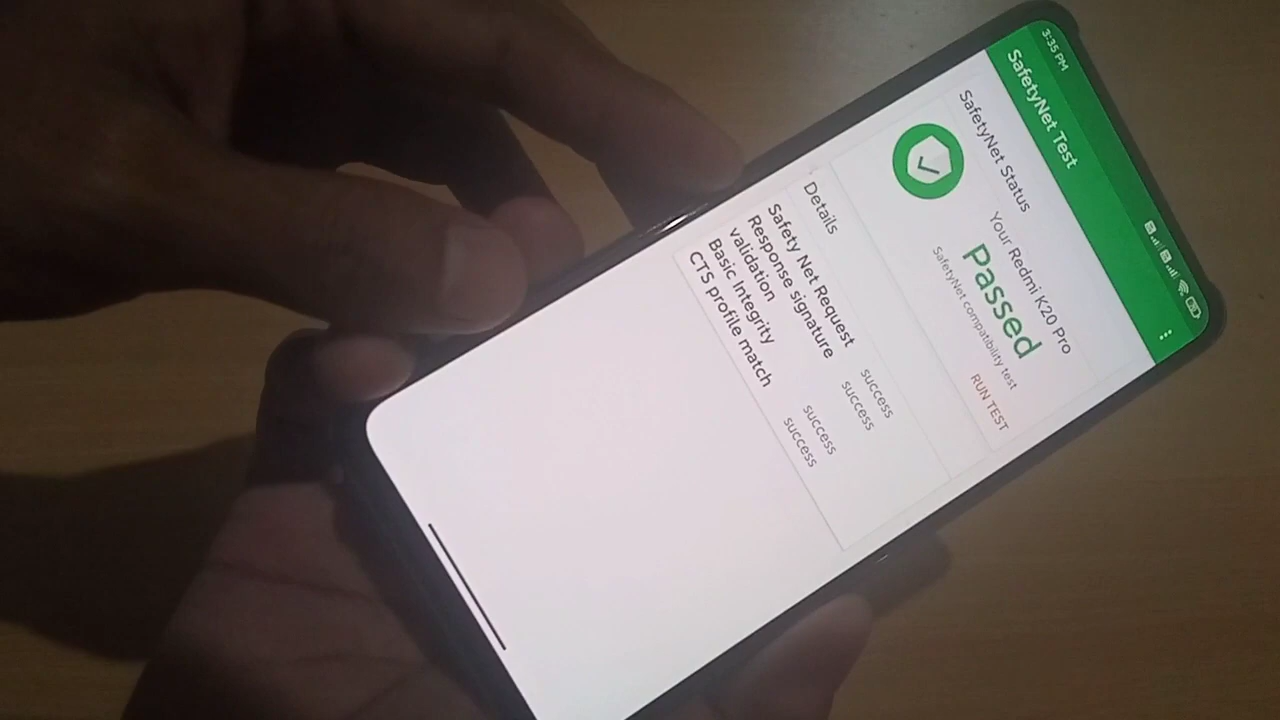 3:35 PM
SafetyNet Test
SafetyNet Status
Your Redmi K20 Pro
Passed
SafetyNet compatibility test
RUN TEST
Details
Safety Net Request success
Response signature success
validation
Basic Integrity success
CTS profile match success